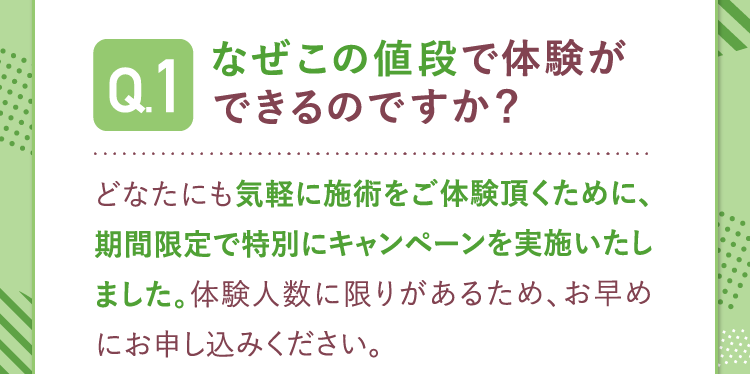 Q.1
なぜこの値段で体験が
できるのですか？
どなたにも気軽に施術をご体験頂くために、
期間限定で特別にキャンペーンを実施いたし
ました。体験人数に限りがあるため、お早め
にお申し込みください。